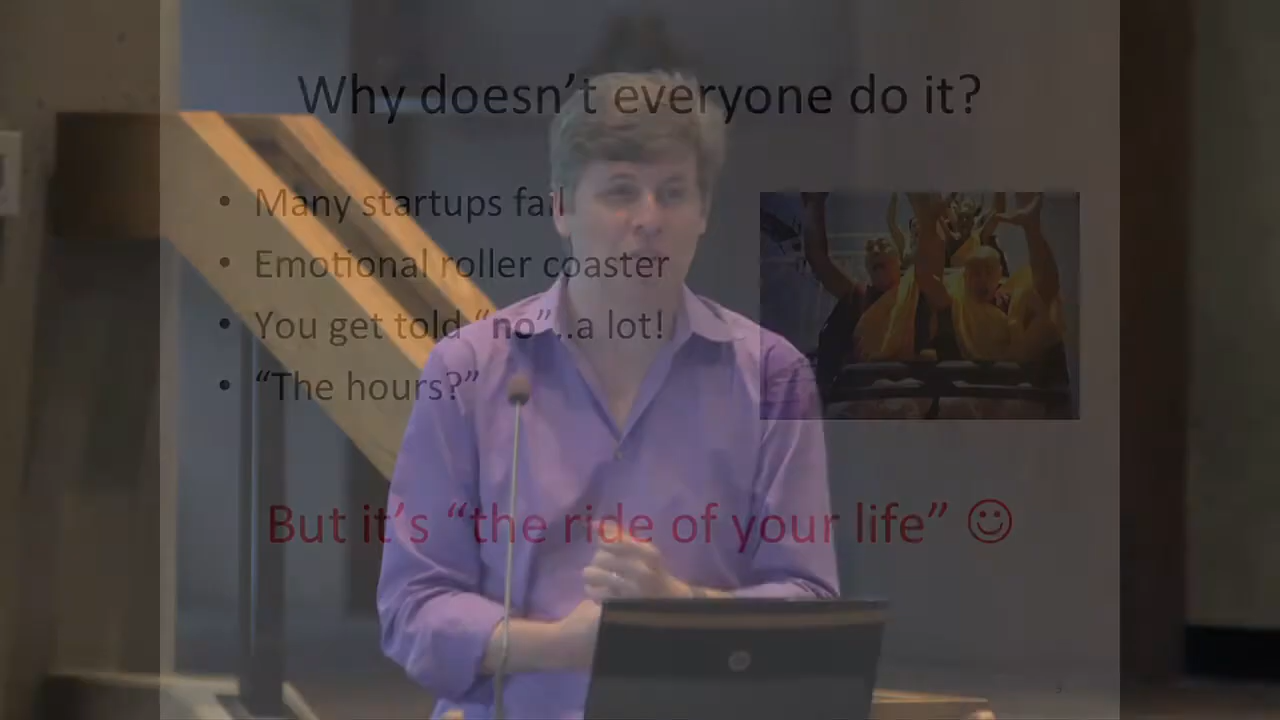 Why doesn’t everyone do it?
• Many startups fail
• Emotional roller coaster
• You get told “no”...a lot!
• “The hours?”
But it’s “the ride of your life” ☺
hp